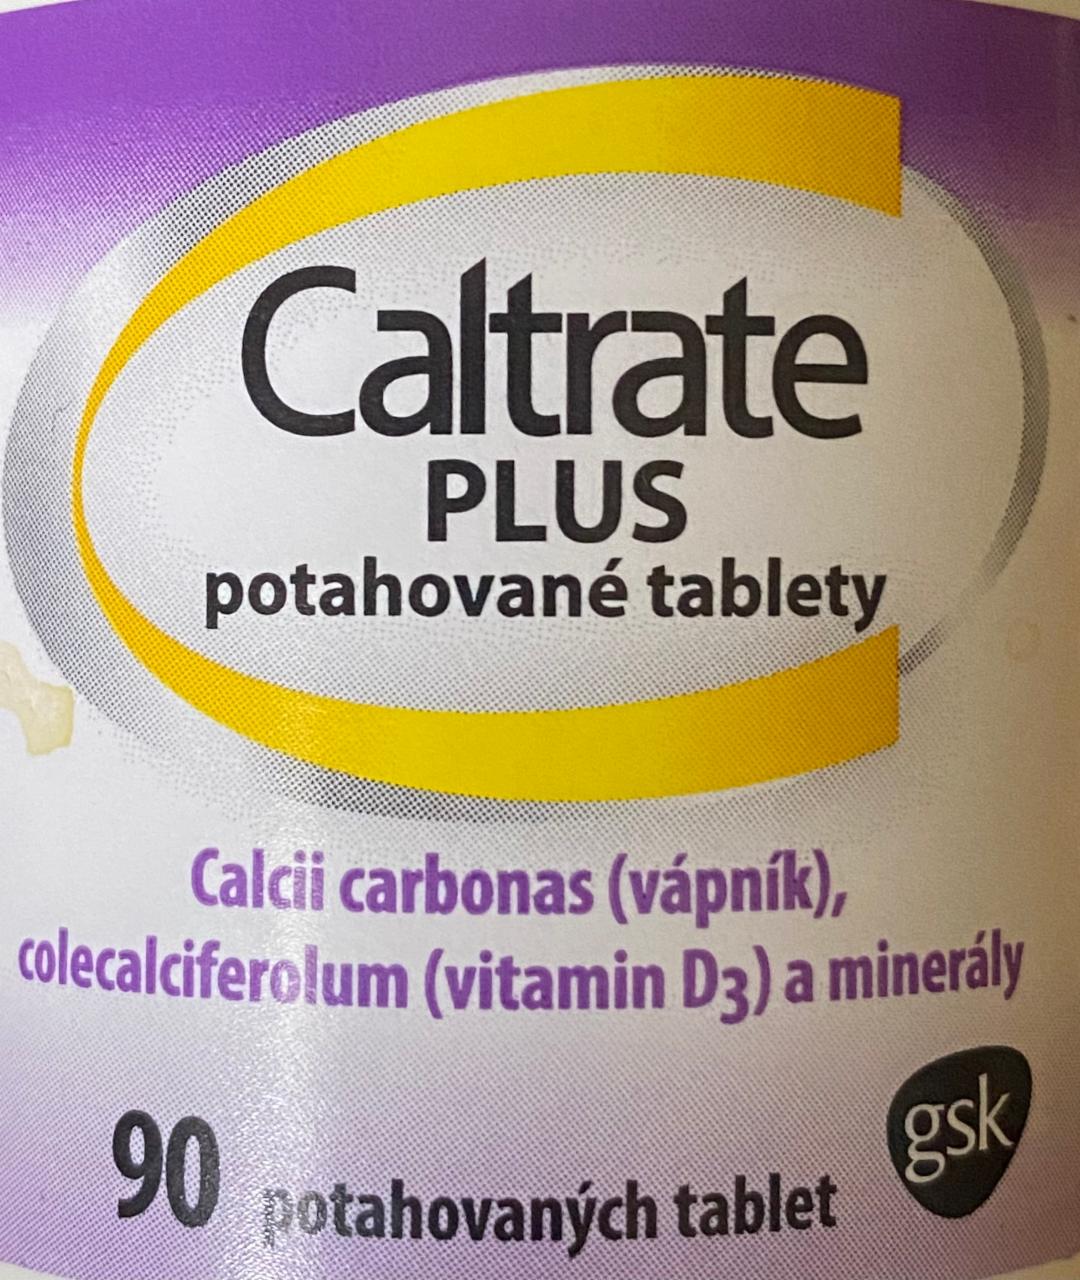 Caltrate
PLUS
potahované tablety
Calcii carbonas (vápník),
colecalciferolum (vitamin D3) a minerály
90 potahovaných tablet
gsk